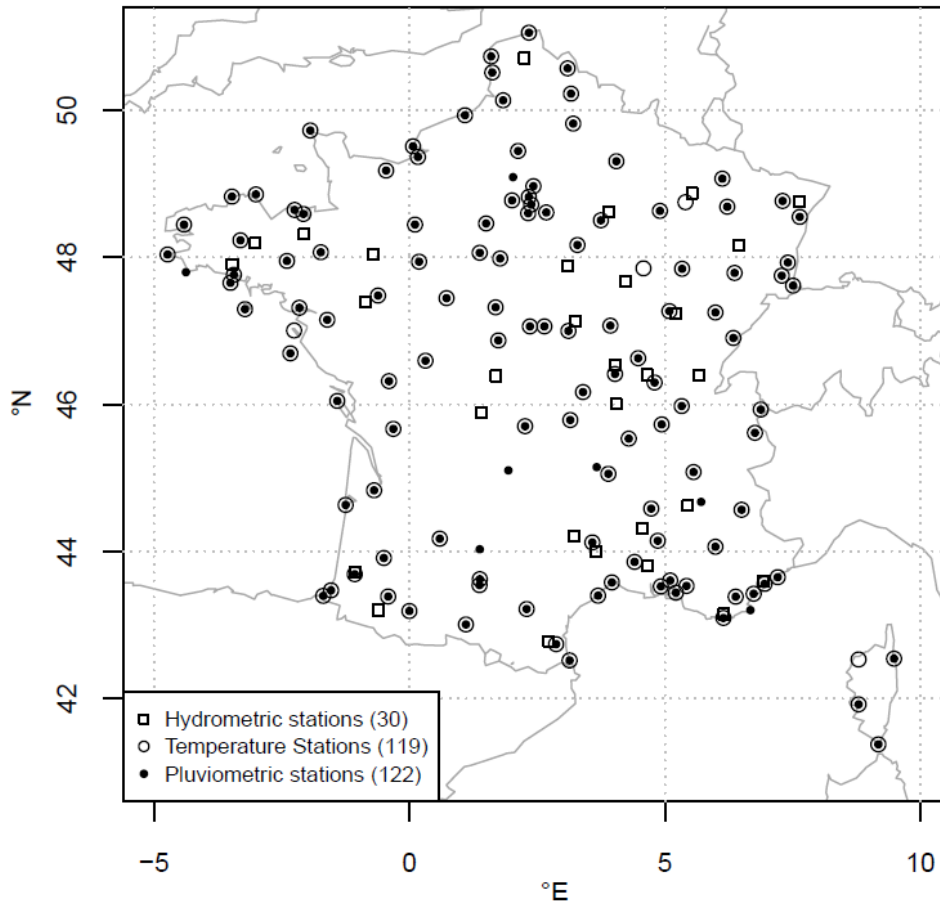 50
48
46
44
42
°N
Hydrometric stations (30)
Temperature Stations (119)
Pluviometric stations (122)
−5
0
5
10
°E